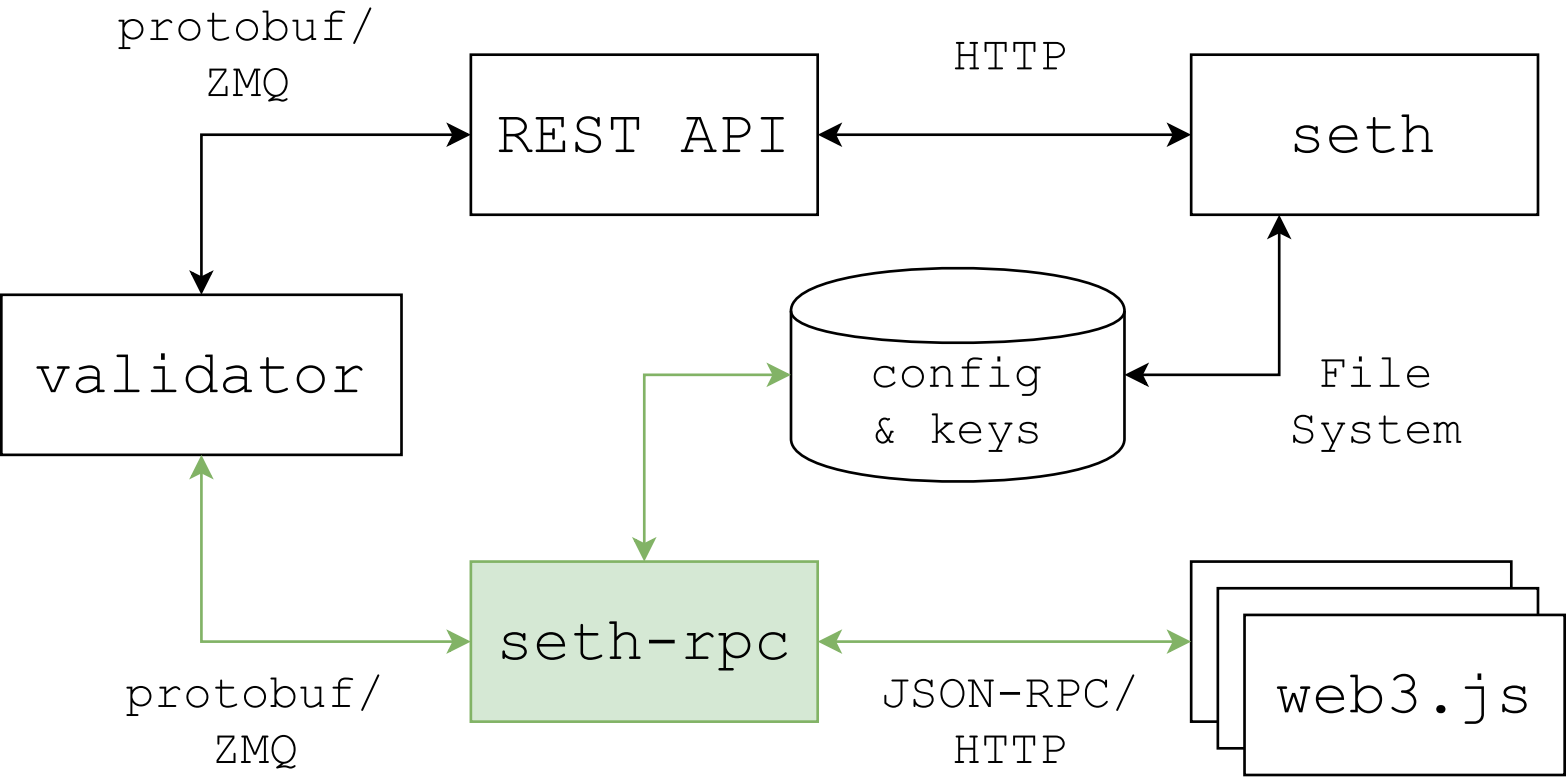 protobuf/
ZMQ
REST API
HTTP
seth
validator
config
& keys
File
System
seth-rpc
protobuf/
ZMQ
JSON-RPC/
HTTP
web3.js